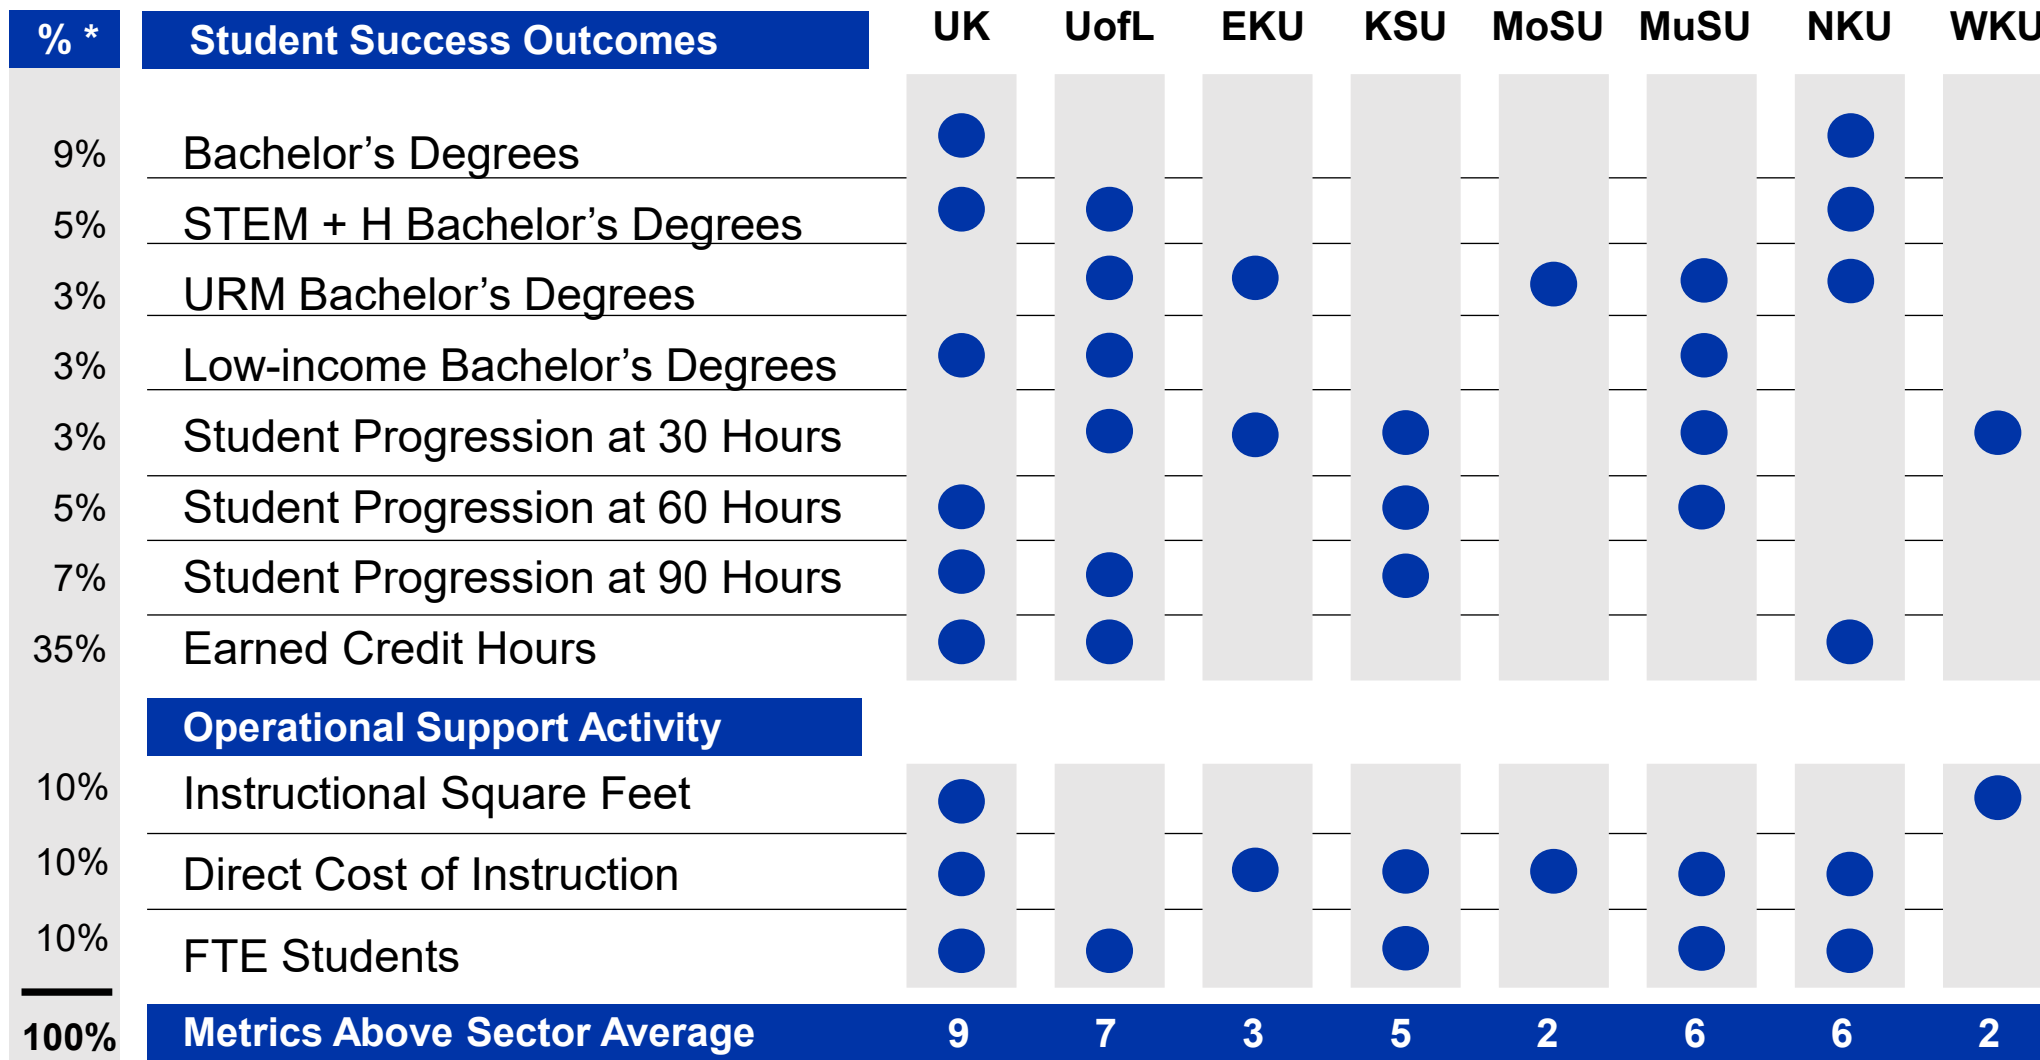 % * Student Success Outcomes UK UofL EKU KSU MoSU MuSU NKU WKU
9% Bachelor’s Degrees
5% STEM + H Bachelor’s Degrees
3% URM Bachelor’s Degrees
3% Low-income Bachelor’s Degrees
3% Student Progression at 30 Hours
5% Student Progression at 60 Hours
7% Student Progression at 90 Hours
35% Earned Credit Hours
Operational Support Activity
10% Instructional Square Feet
10% Direct Cost of Instruction
10% FTE Students
100% Metrics Above Sector Average 9 7 3 5 2 6 6 2